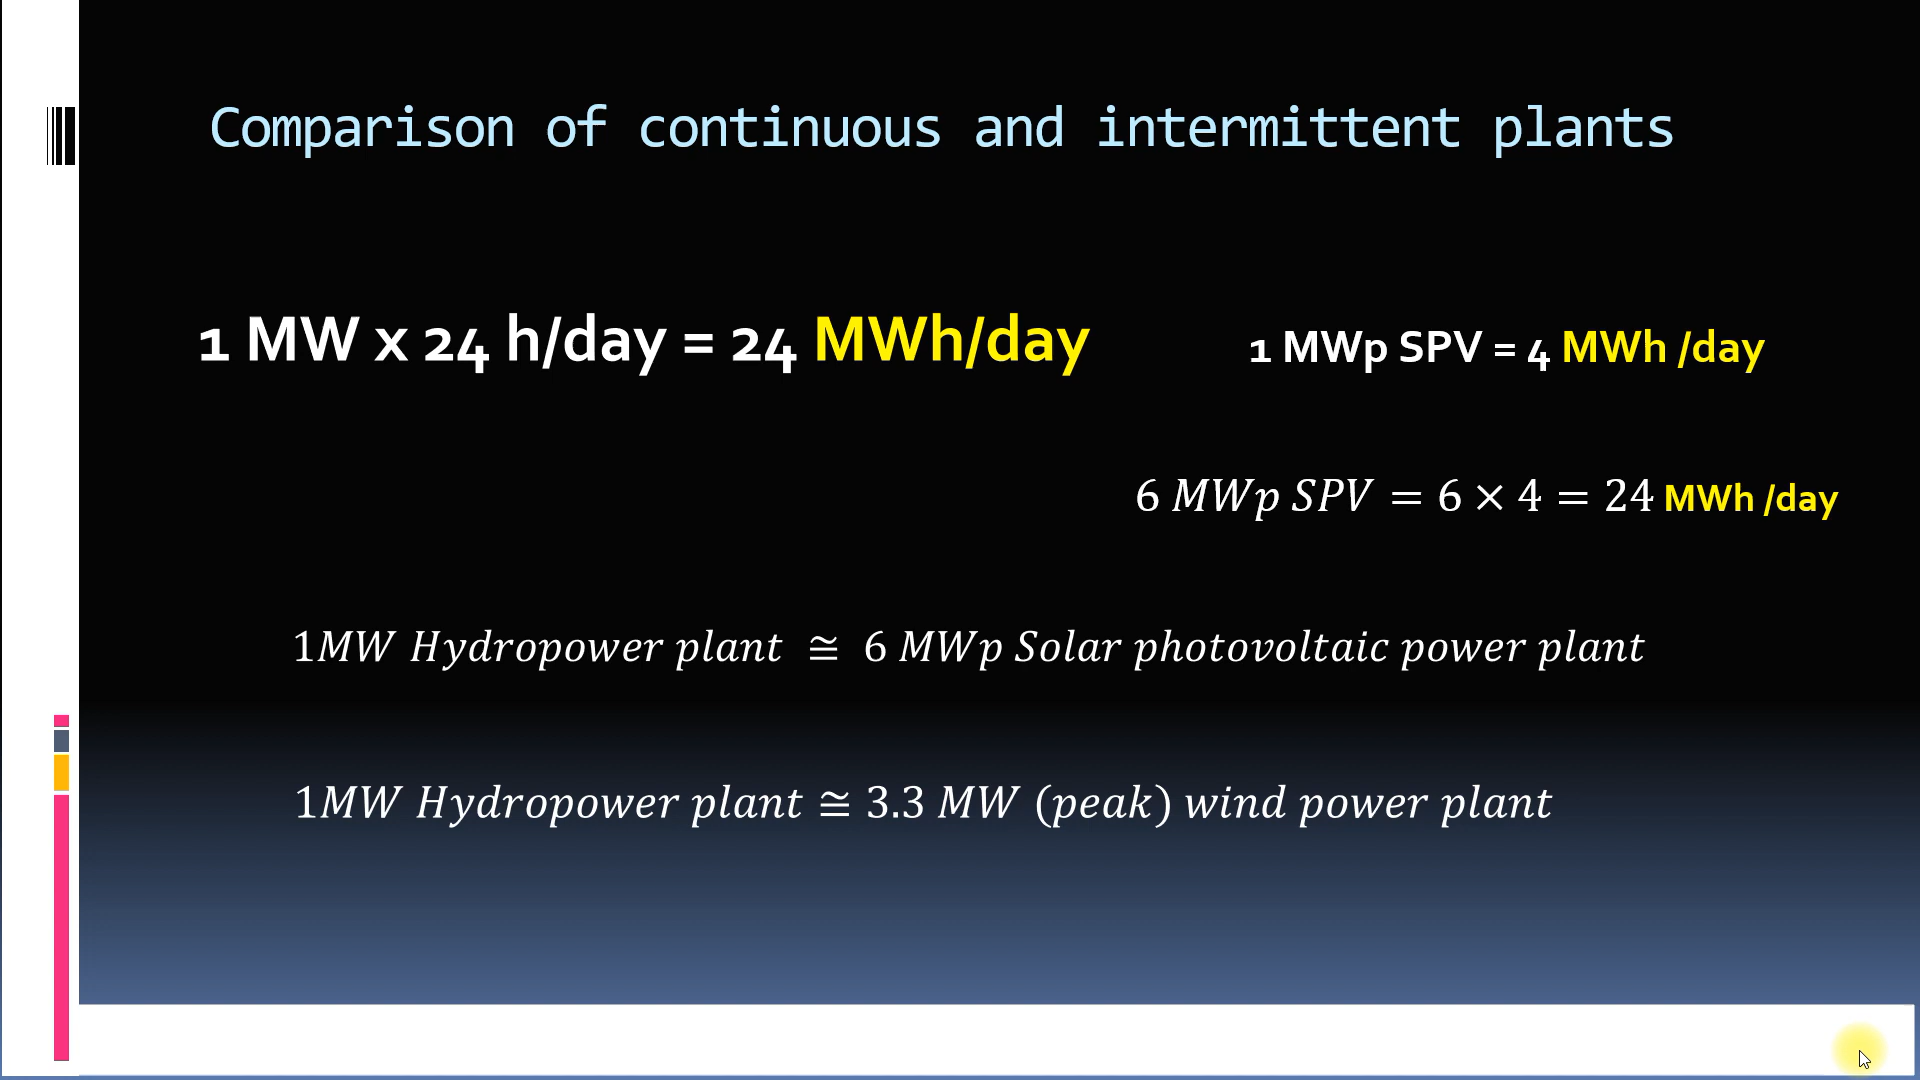 Comparison of continuous and intermittent plants
1 MW x 24 h/day = 24 MWh/day
1 MWp SPV = 4 MWh /day
6 MWp SPV = 6 × 4 = 24 MWh /day
1MW Hydropower plant ≅ 6 MWp Solar photovoltaic power plant
1MW Hydropower plant ≅ 3.3 MW (peak) wind power plant